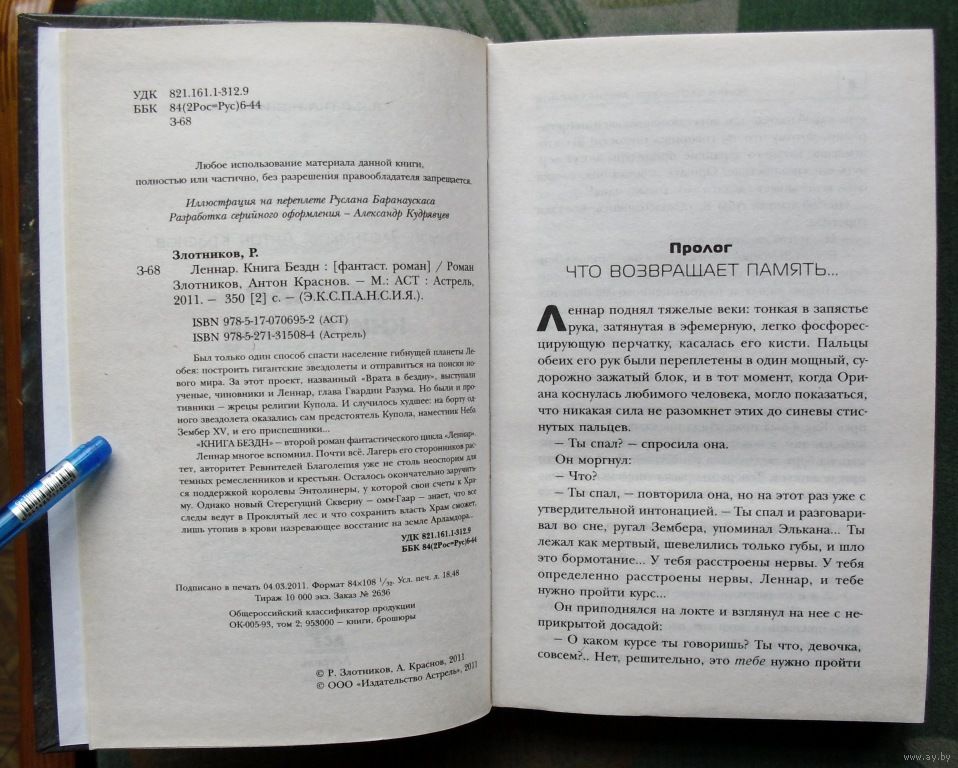 УДК 821.161.1-312.9
ББК 84(2Рос=Рус)6-44
З-68
Любое использование материала данной книги,
полностью или частично, без разрешения правообладателя запрещается.
Иллюстрация на переплете Руслана Баранаускаса
Разработка серийного оформления – Александр Кудрявцев
Злотников, Р.
З-68 Леннар. Книга Бездн : [фантаст. роман] / Роман
Злотников, Антон Краснов. – М.: АСТ : Астрель,
2011. – 350 [2] с. – (Э.К.С.П.А.Н.С.И.Я.).
ISBN 978-5-17-070695-2 (АСТ)
ISBN 978-5-271-31508-4 (Астрель)
Был только один способ спасти население гибнущей планеты Ле-
обея: построить гигантские звездолеты и отправиться на поиски но-
вого мира. За этот проект, названный «Врата в бездну», выступали
ученые, чиновники и Леннар, глава Гвардии Разума. Но были и про-
тивники – жрецы религии Купола. И случилось худшее: на борту од-
ного звездолета оказались сам предстоятель Купола, наместник Неба
Зембер XV, и его приспешники...
«КНИГА БЕЗДН» – второй роман фантастического цикла «Леннар».
Леннар многое вспомнил. Почти всё. Лагерь его сторонников рас-
тет, авторитет Ревнителей Благолепия уже не столь неоспорим для
темных ремесленников и крестьян. Осталось окончательно заручить-
ся поддержкой королевы Энтолинеры, у которой свои счеты к Хра-
му. Однако новый Стерегущий Скверну – омм-Гаар – знает, что все
следы ведут в Проклятый лес и что сохранить власть Храм сможет,
лишь утопив в крови назревающее восстание на земле Арламдора...
УДК 821.161.1-312.9
ББК 84(2Рос=Рус)6-44
Подписано в печать 04.03.2011. Формат 84×108 1/32. Усл. печ. л. 18,48
Тираж 10 000 экз. Заказ № 2636
Общероссийский классификатор продукции
ОК-005-93, том 2; 953000 – книги, брошюры
© Р. Злотников, А. Краснов, 2011
© ООО «Издательство Астрель», 2011
Пролог
ЧТО ВОЗВРАЩАЕТ ПАМЯТЬ...
Леннар поднял тяжелые веки: тонкая в запястье
рука, затянутая в эфемерную, легко фосфорес-
цирующую перчатку, касалась его кисти. Пальцы
обеих его рук были переплетены в один мощный, су-
дорожно зажатый блок, и в тот момент, когда Ори-
ана коснулась любимого человека, могло показаться,
что никакая сила не разомкнет этих до синевы стис-
нутых пальцев.
– Ты спал? – спросила она.
Он моргнул:
– Что?
– Ты спал, – повторила она, но на этот раз уже с
утвердительной интонацией. – Ты спал и разговари-
вал во сне, ругал Зембера, упоминал Элькана... Ты
лежал как мертвый, шевелились только губы, и шло
это бормотание... У тебя расстроены нервы. У тебя
определенно расстроены нервы, Леннар, и тебе
нужно пройти курс...
Он приподнялся на локте и взглянул на нее с не-
прикрытой досадой:
– О каком курсе ты говоришь? Ты что, девочка,
совсем?.. Нет, решительно, это тебе нужно пройти
www.ay.by